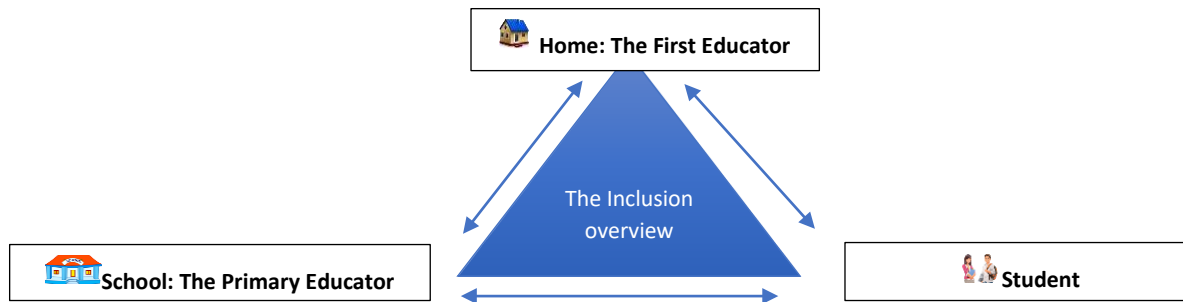 Home: The First Educator
The Inclusion
overview
School: The Primary Educator
Student